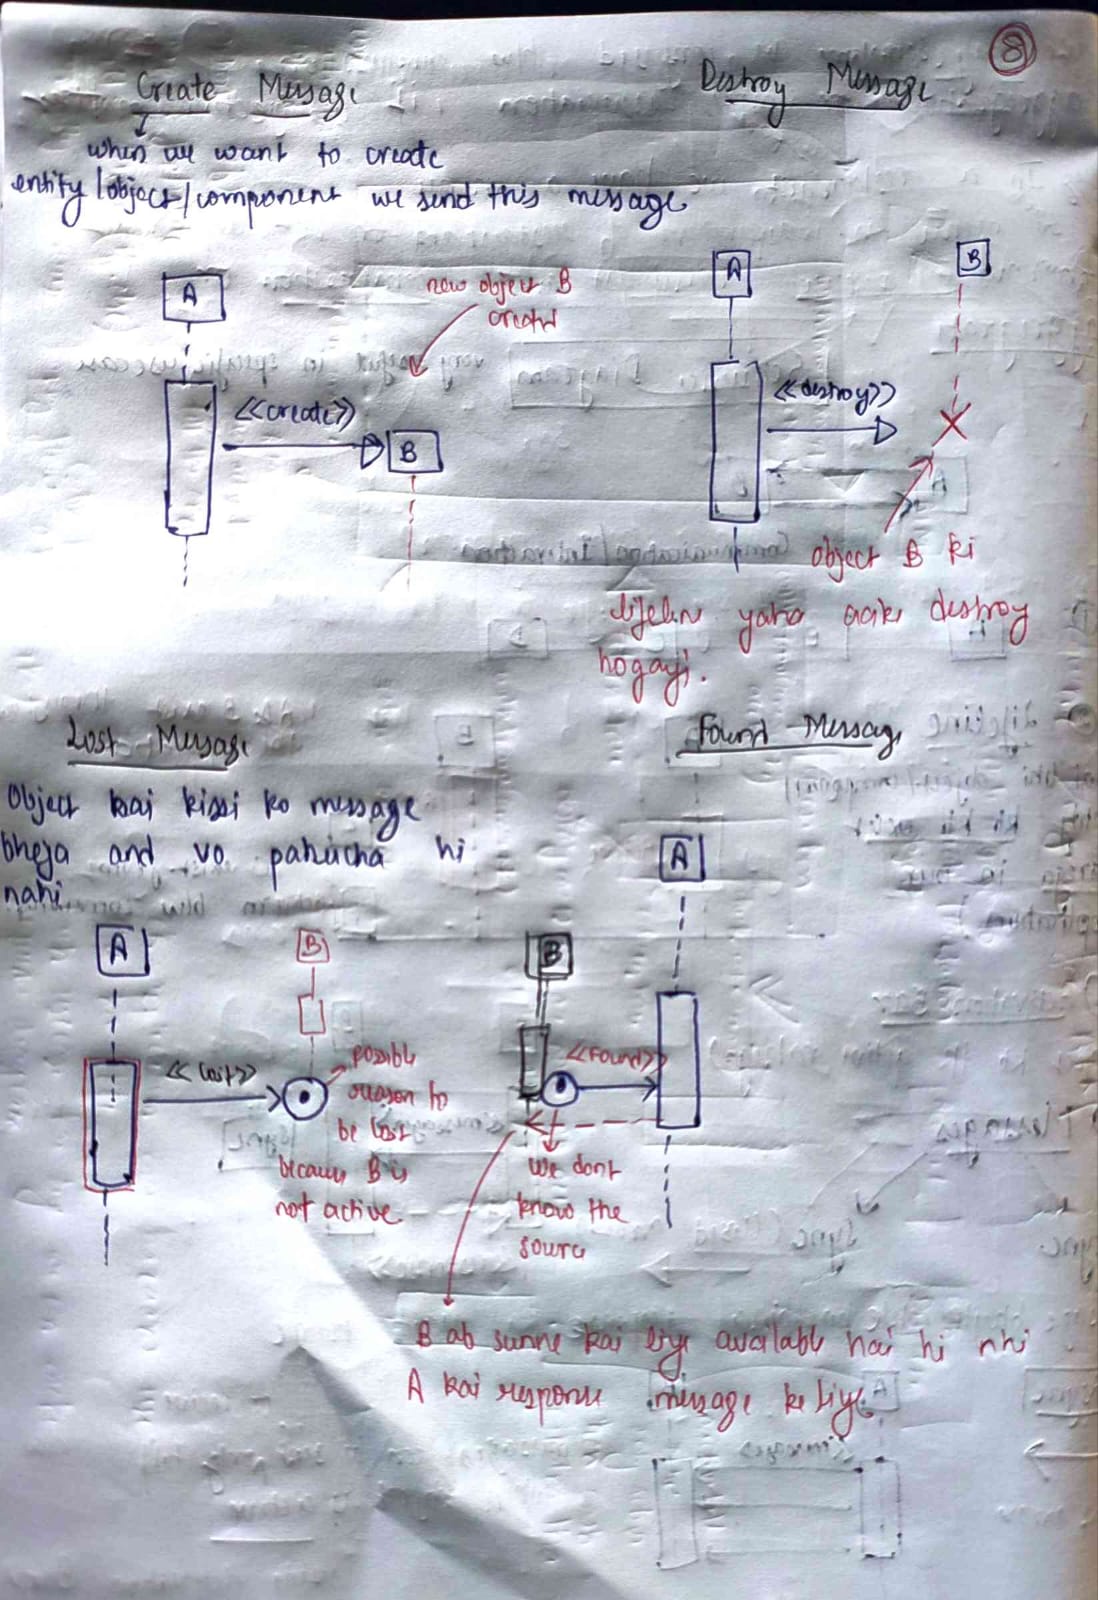 8
Create Message
when we want to create
entity/object/component we send this message.
A
new object B
created
<<create>>
B
Destroy Message
A
B
<<destroy>>
object B ki
lifeline yaha aake destroy
hogayi.
Lost Message
Object kai kissi ko message
bheja and vo pahucha hi
nahi
A
B
<<lost>>
possible
reason to
be lost
because B is
not active.
Found Message
A
B
<<Found>>
we dont
know the
source
B ab sunne kai liye available hai hi nhi
A kai response message ke liye